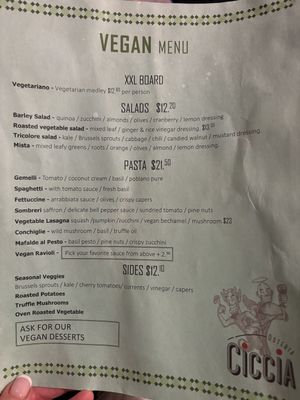 VEGAN MENU
XXL BOARD
Vegetariano - Vegetarian medley $12.95 per person
SALADS $12.20
Barley Salad - quinoa / zucchini / almonds / olives / cranberry / lemon dressing
Roasted vegetable salad - mixed leaf / ginger & rice vinegar dressing
Tricolore salad - kale / Brussels sprouts / cabbage / chili / candied walnut / mustard dressing
Mista - mixed leafy greens / roots / orange / olives / almond / lemon dressing
PASTA $21.50
Gemelli - Tomato / coconut cream / basil / poblano pure
Spaghetti - with tomato sauce / fresh basil
Fettuccine - arrabbiata sauce / olives / crispy capers
Sombreri saffron / delicate bell pepper sauce / sundried tomato / pine nuts
Vegetable Lasagna squash / pumpkin / zucchini / vegan bechamel / mushroom $23
Conchiglie - wild mushroom / basil / truffle oil
Mafalde al Pesto - basil pesto / pine nuts / crispy zucchini
Vegan Ravioli - Pick your favorite sauce from above +
SIDES $12.10
Seasonal Veggies
Brussels sprouts / kale / cherry tomatoes / currents / vinegar / capers
Roasted Potatoes
Truffle Mushrooms
Oven Roasted Vegetable
ASK FOR OUR
VEGAN DESSERTS
OSTERIA
CICCIA